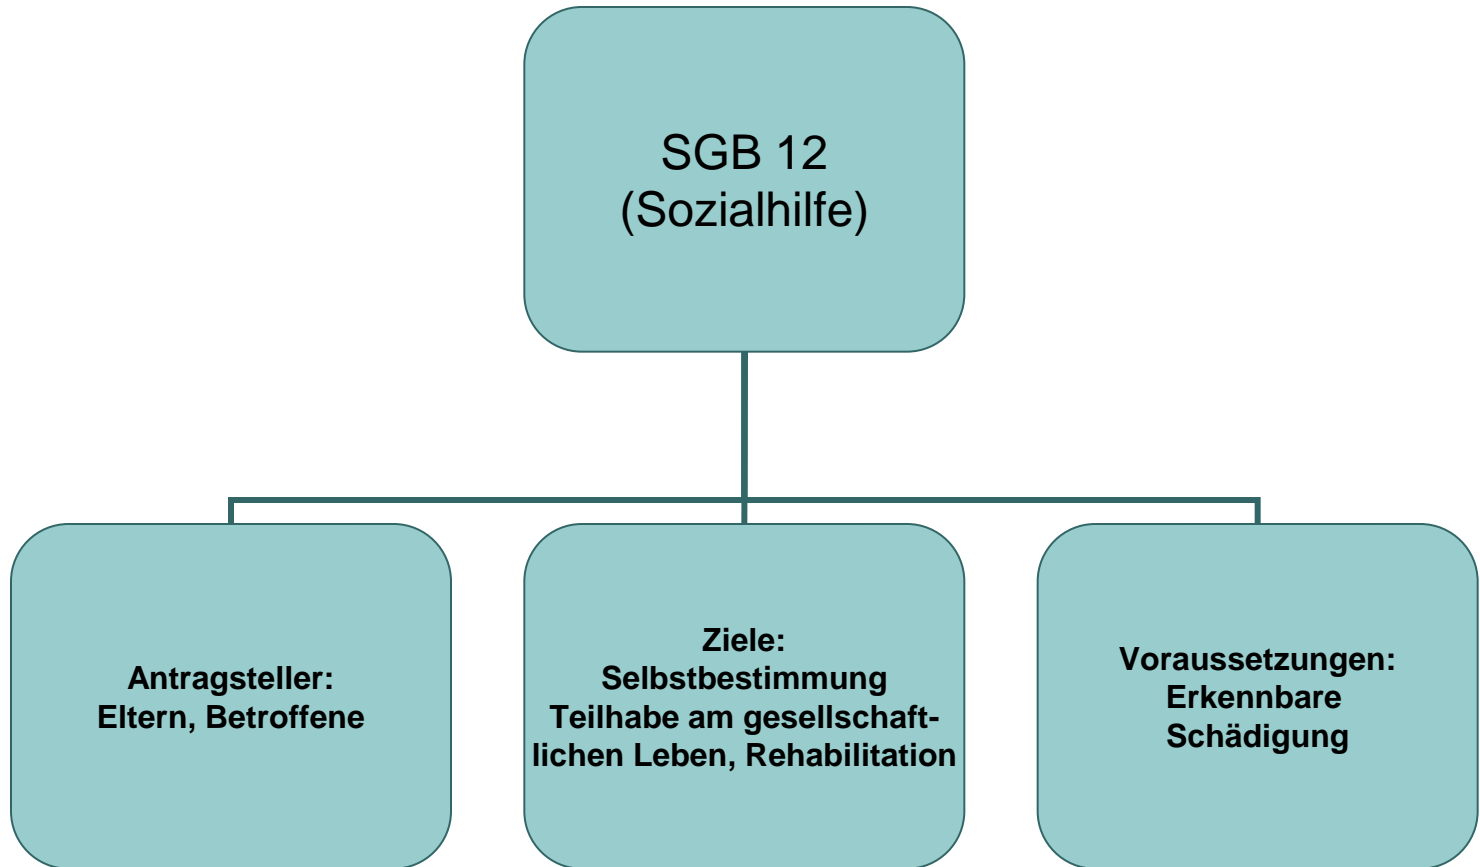 SGB 12
(Sozialhilfe)
Antragsteller:
Eltern, Betroffene
Ziele:
Selbstbestimmung
Teilhabe am gesellschaft-
lichen Leben, Rehabilitation
Voraussetzungen:
Erkennbare
Schädigung